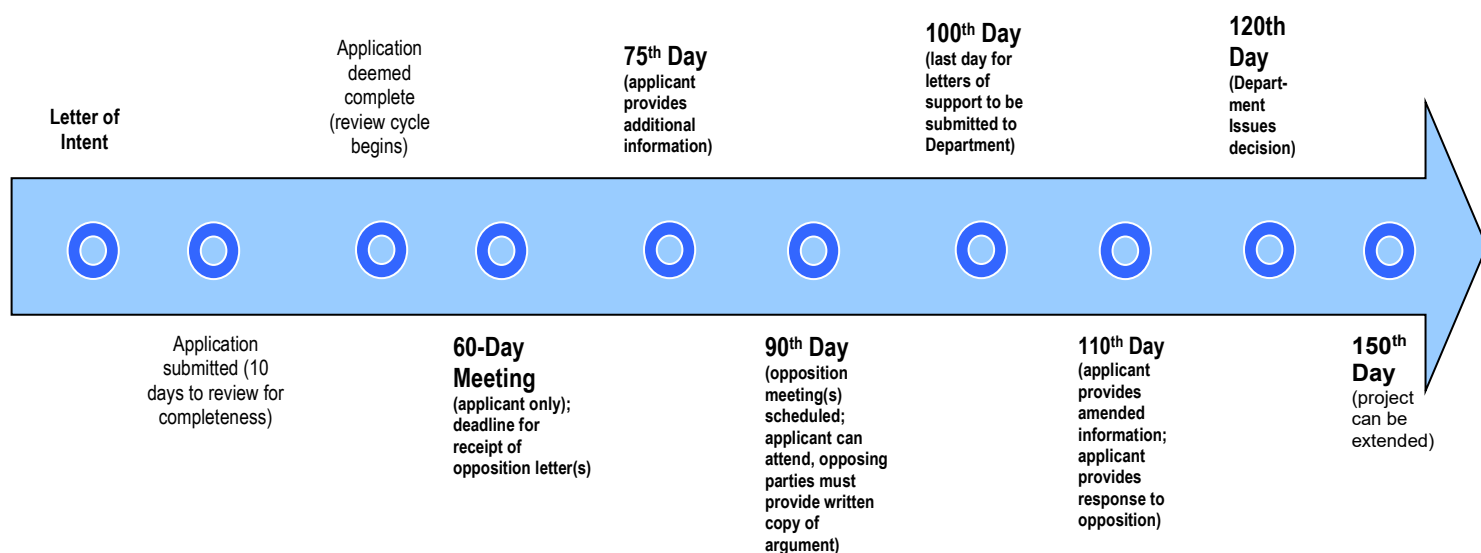 Letter of
Intent
Application
submitted (10
days to review for
completeness)
Application
deemed
complete
(review cycle
begins)
60-Day
Meeting
(applicant only);
deadline for
receipt of
opposition letter(s)
75th Day
(applicant
provides
additional
information)
90th Day
(opposition
meeting(s)
scheduled;
applicant can
attend, opposing
parties must
provide written
copy of
argument)
100th Day
(last day for
letters of
support to be
submitted to
Department)
110th Day
(applicant
provides
amended
information;
applicant
provides
response to
opposition)
120th
Day
(Depart-
ment
Issues
decision)
150th
Day
(project
can be
extended)